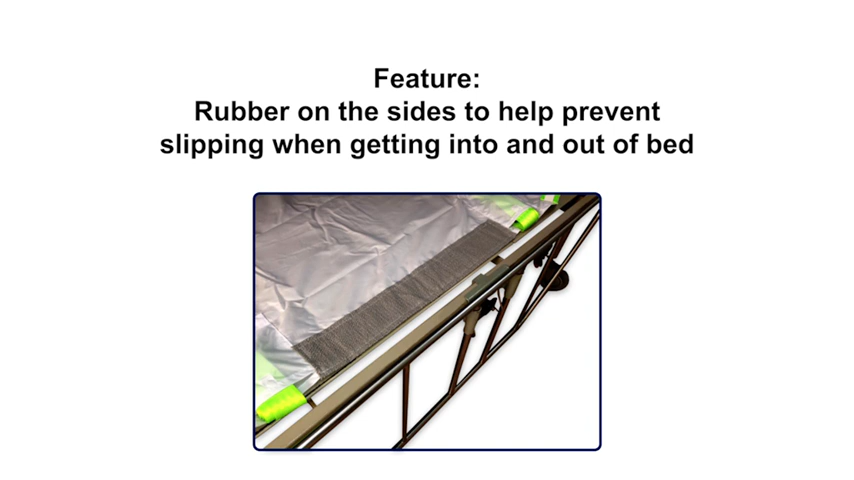 Feature:
Rubber on the sides to help prevent
slipping when getting into and out of bed